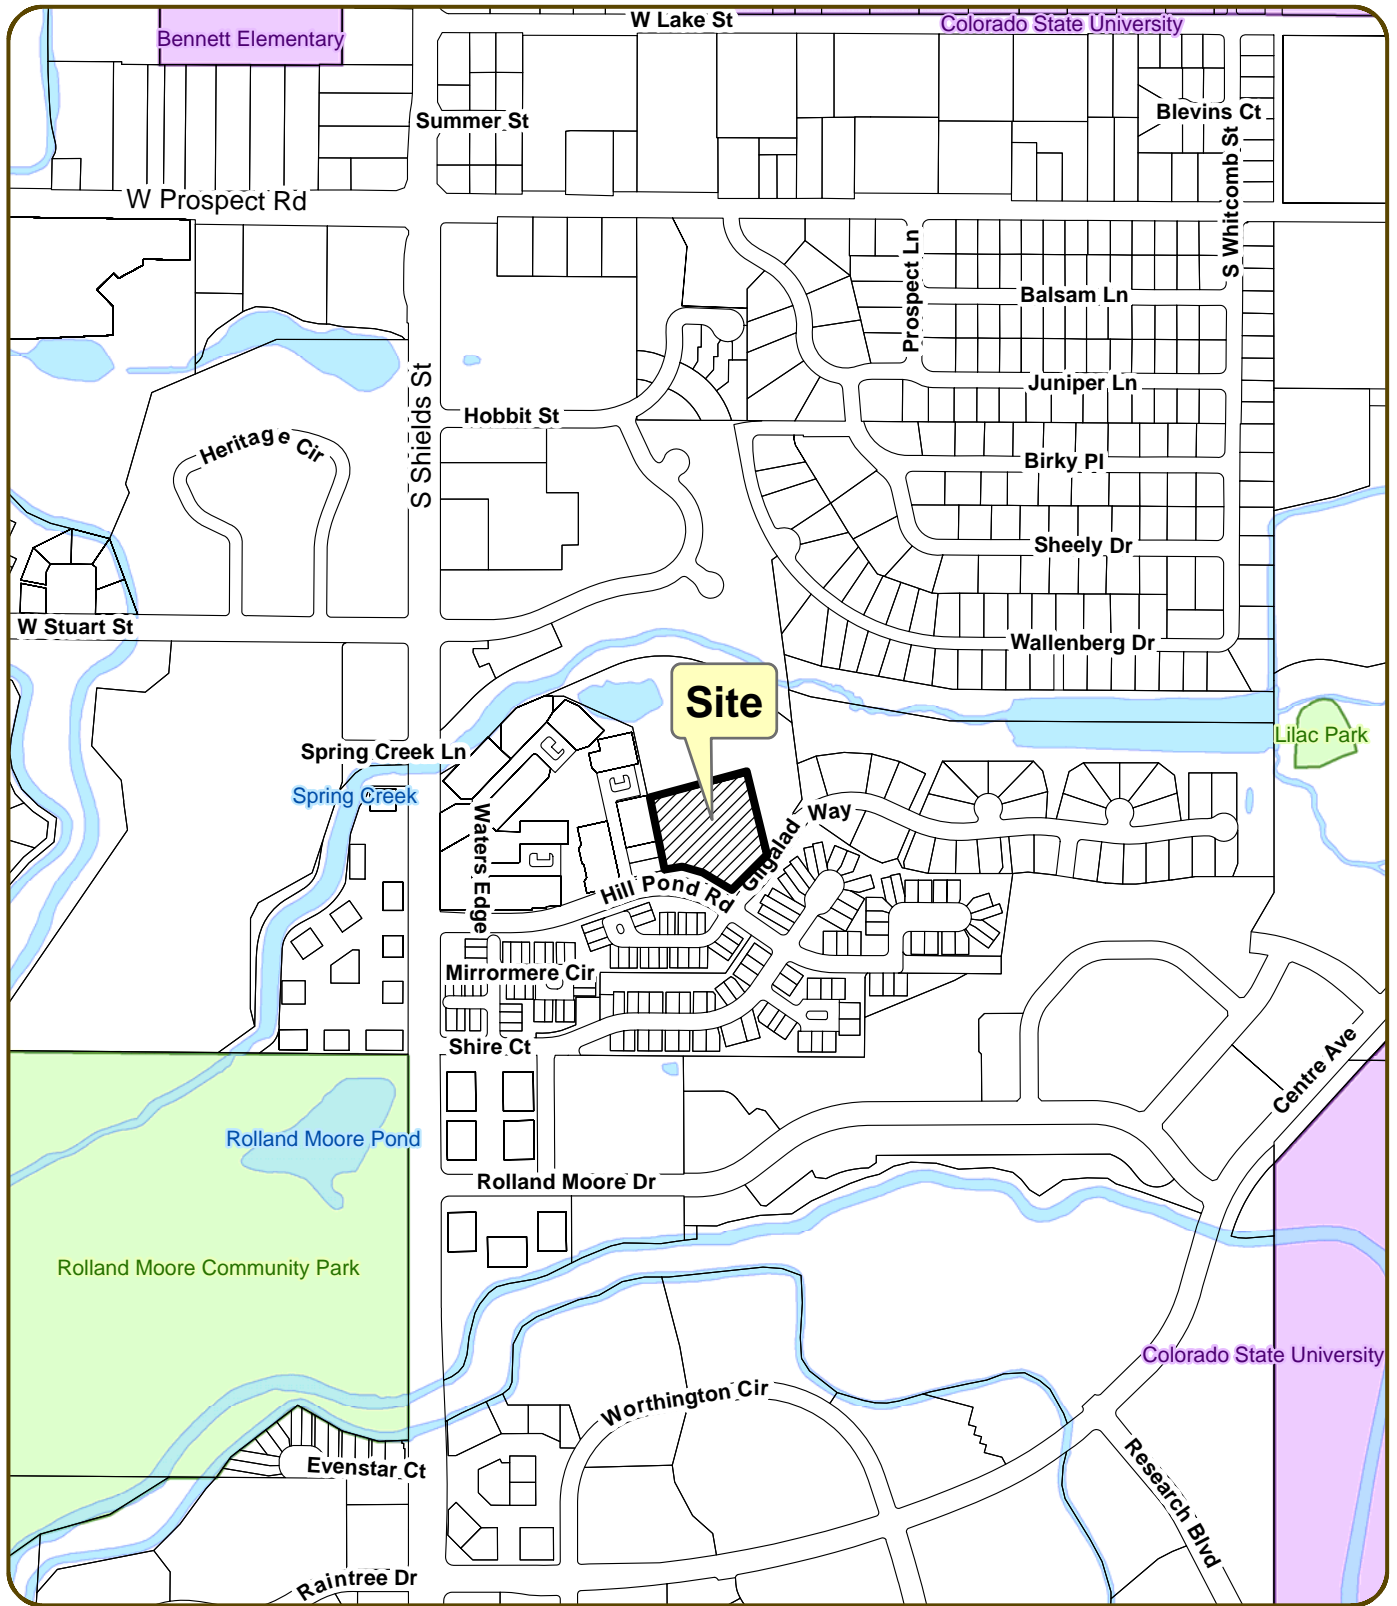 W Lake St
Colorado State University
Bennett Elementary
Summer St
Blevins Ct
S Whitcomb St
W Prospect Rd
Prospect Ln
Balsam Ln
Juniper Ln
S Shields St
Hobbit St
Heritage Cir
Birky Pl
Sheely Dr
W Stuart St
Wallenberg Dr
Site
Lilac Park
Spring Creek Ln
Spring Creek
Waters Edge
Gilgalad Way
Hill Pond Rd
Mirrormere Cir
Shire Ct
Centre Ave
Rolland Moore Pond
Rolland Moore Dr
Rolland Moore Community Park
Colorado State University
Worthington Cir
Evenstar Ct
Research Blvd
Raintree Dr